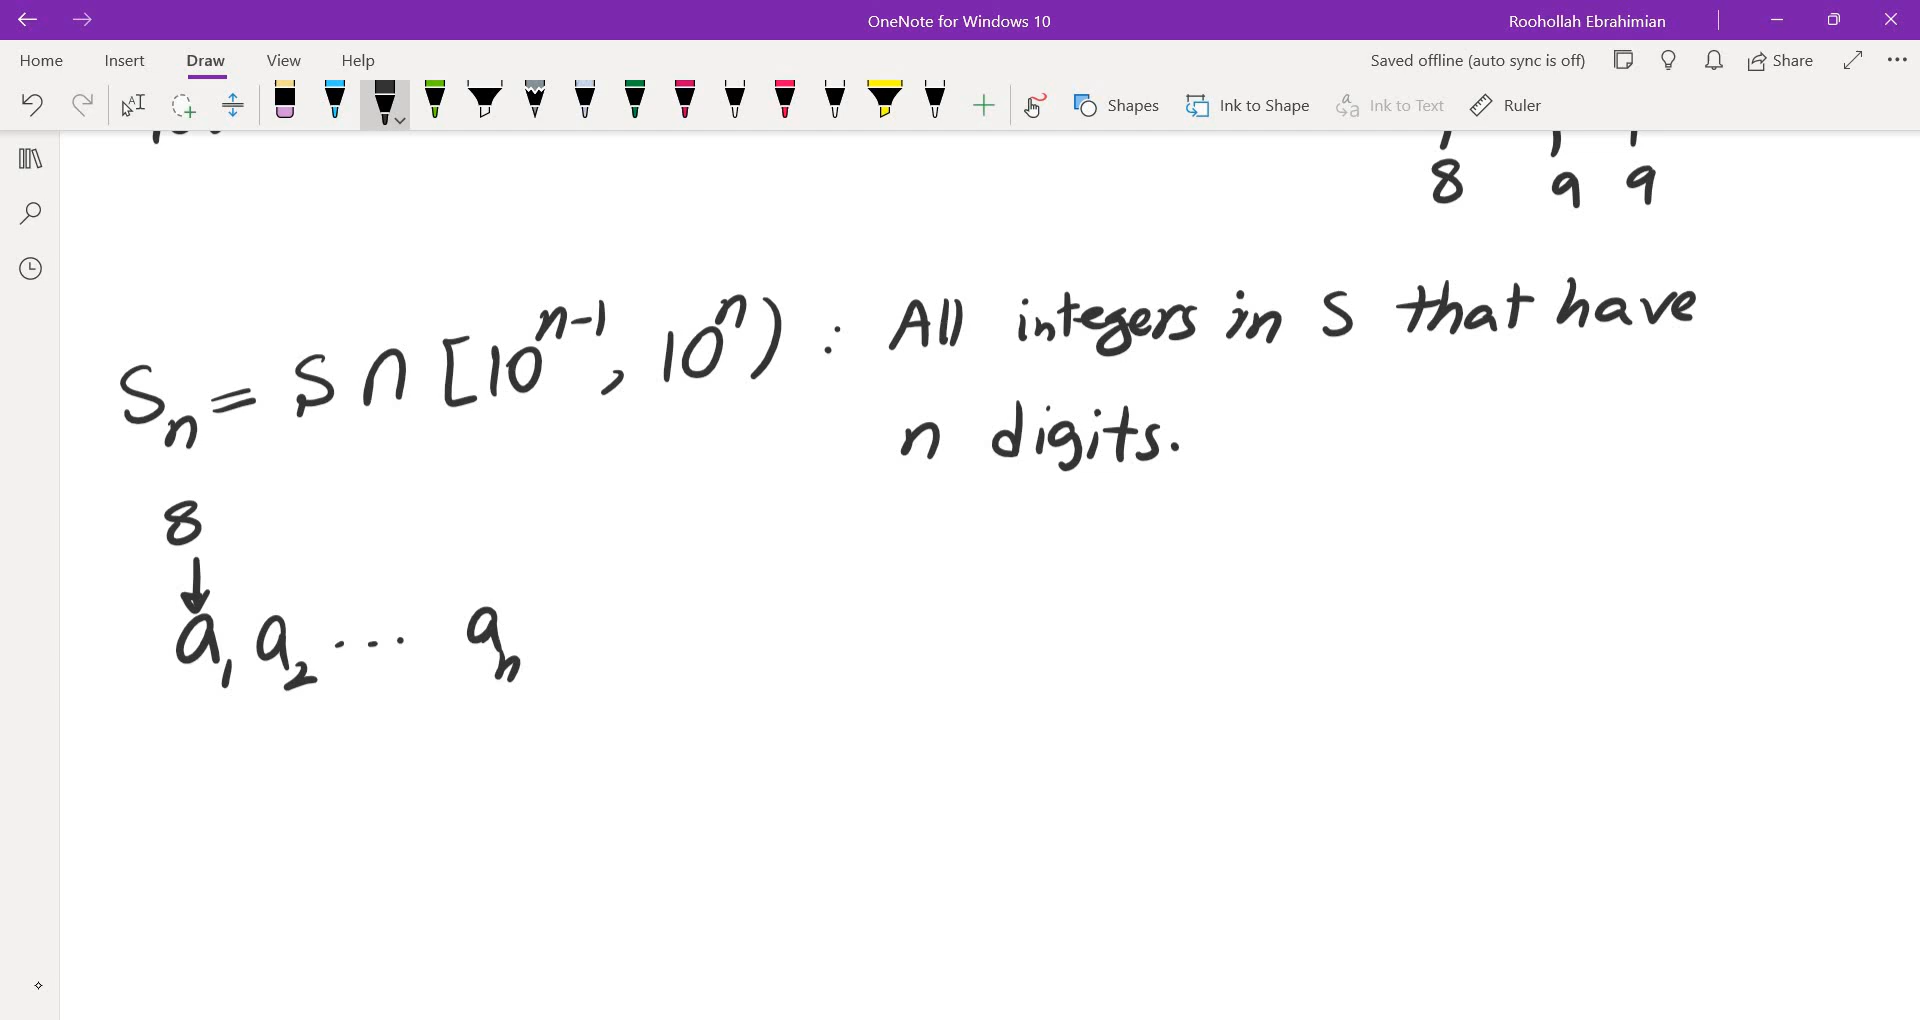 OneNote for Windows 10
Roohollah Ebrahimian
Home Insert Draw View Help
Saved offline (auto sync is off) Share
Shapes Ink to Shape Ink to Text Ruler
8 9 9
Sₙ = S ∩ [10ⁿ⁻¹, 10ⁿ) : All integers in S that have
n digits.
8
↓
a₁ a₂ ... aₙ